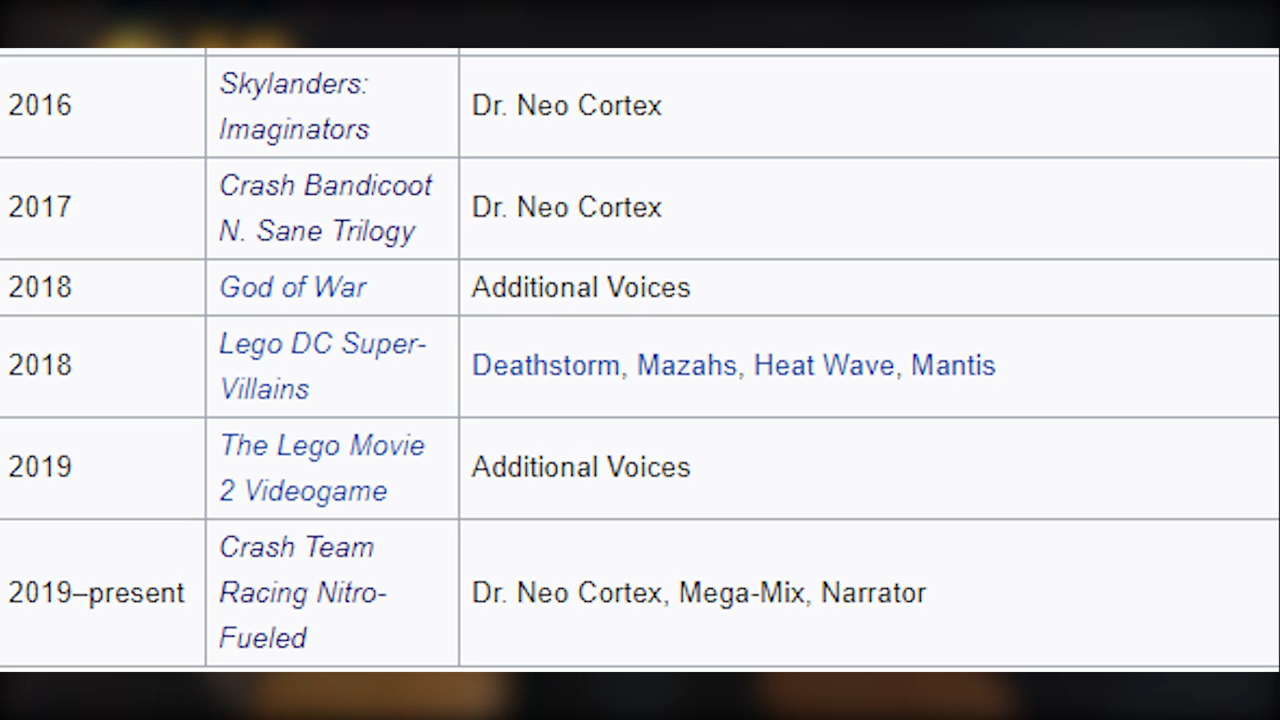 2016
Skylanders:
Imaginators
Dr. Neo Cortex
2017
Crash Bandicoot
N. Sane Trilogy
Dr. Neo Cortex
2018
God of War
Additional Voices
2018
Lego DC Super-
Villains
Deathstorm, Mazahs, Heat Wave, Mantis
2019
The Lego Movie
2 Videogame
Additional Voices
2019–present
Crash Team
Racing Nitro-
Fueled
Dr. Neo Cortex, Mega-Mix, Narrator